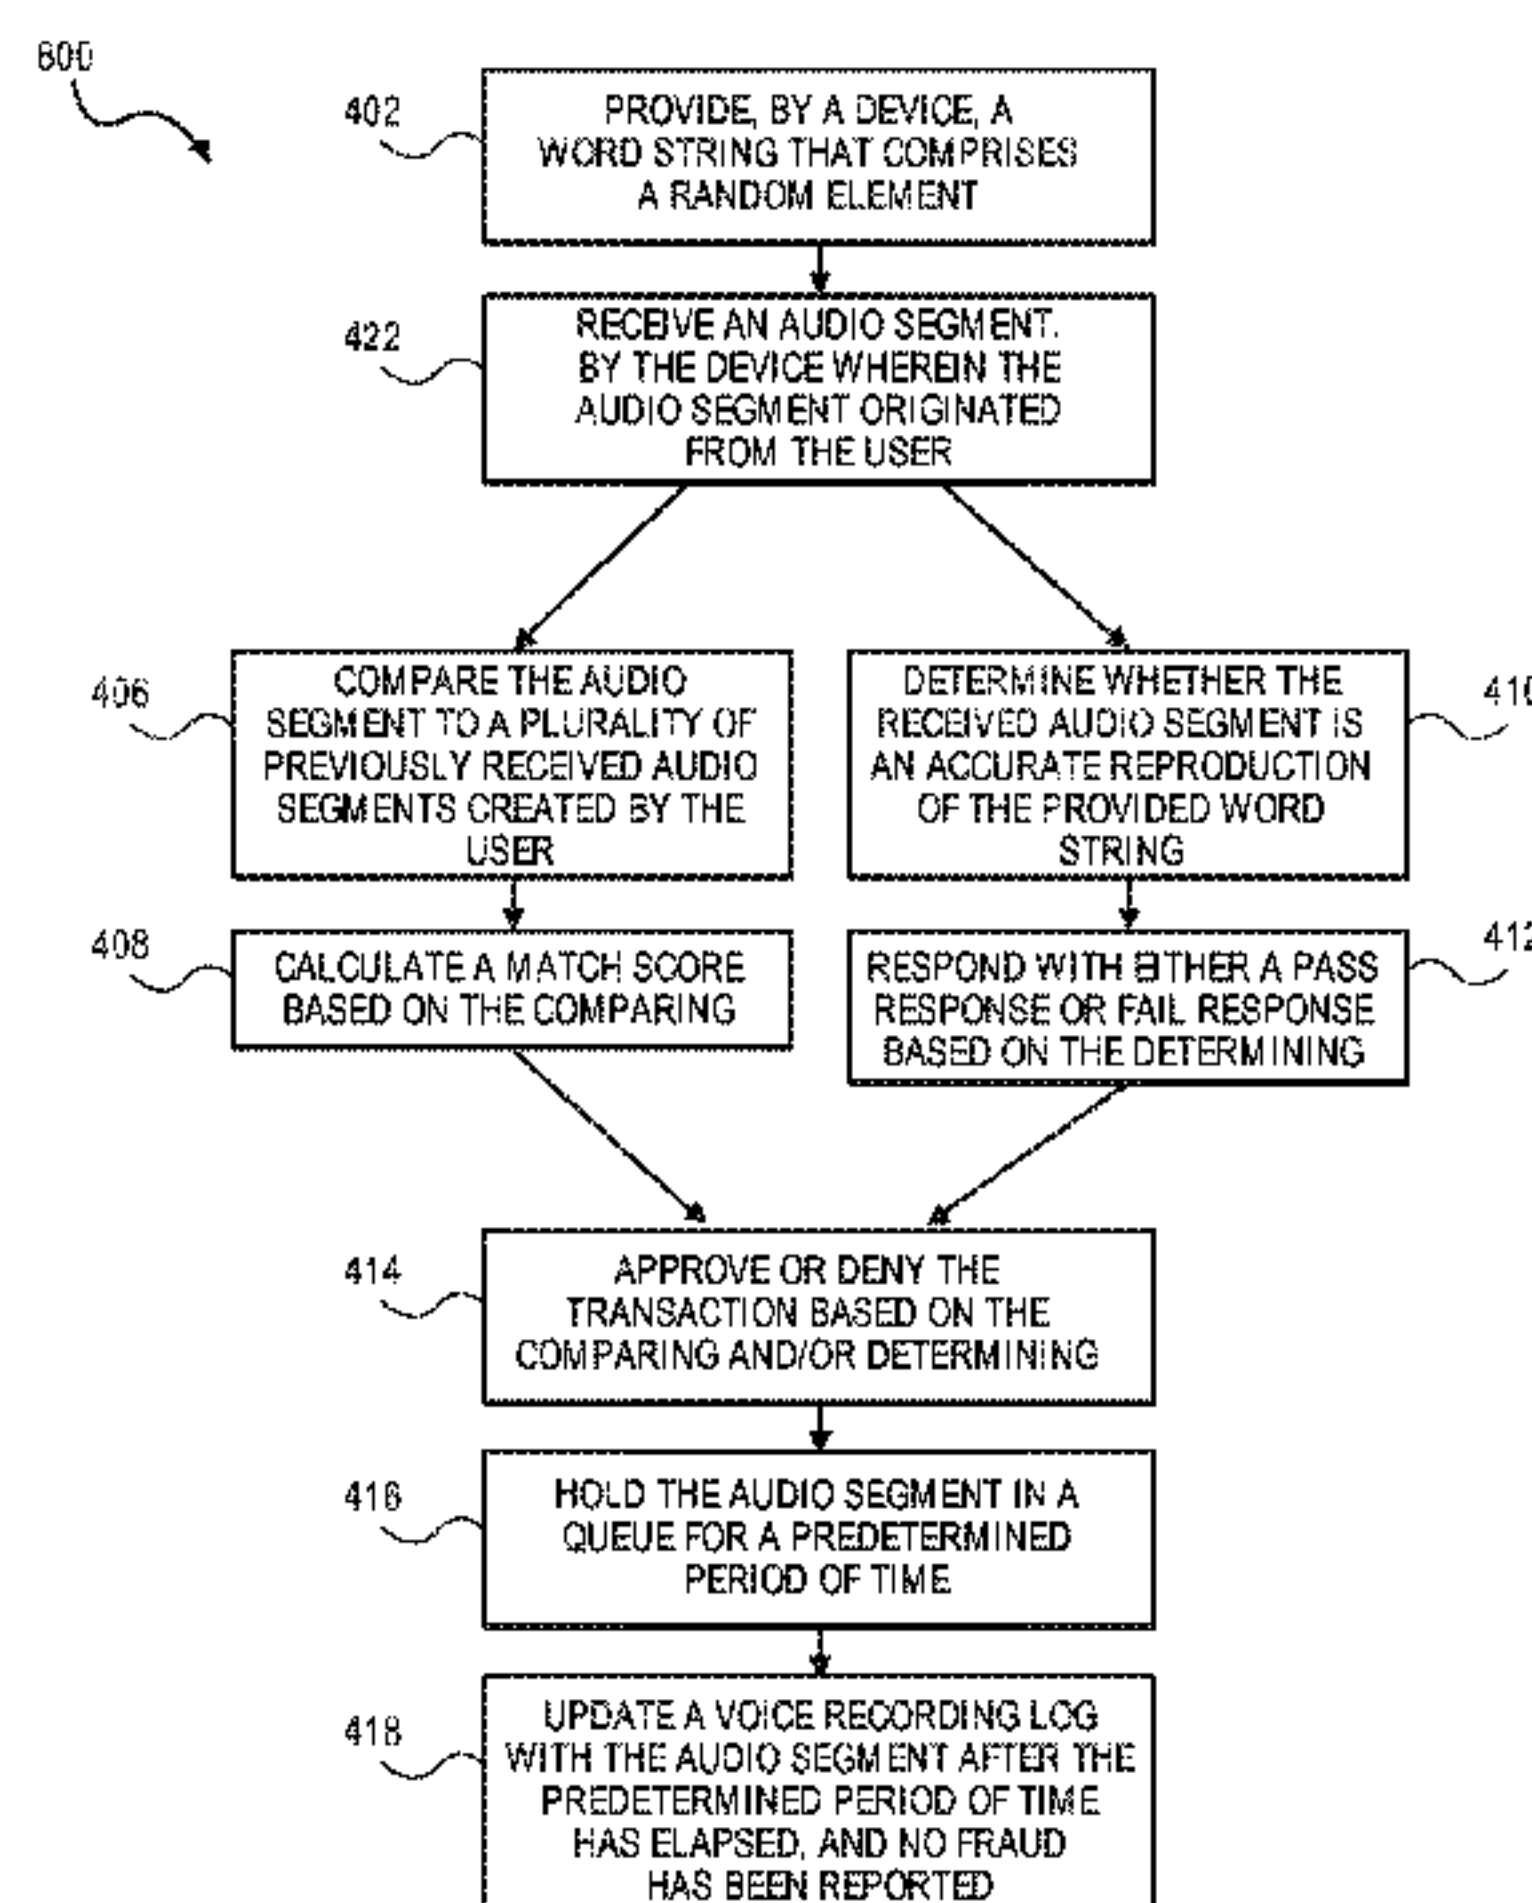 600
402
PROVIDE, BY A DEVICE, A
WORD STRING THAT COMPRISES
A RANDOM ELEMENT
422
RECEIVE AN AUDIO SEGMENT.
BY THE DEVICE WHEREIN THE
AUDIO SEGMENT ORIGINATED
FROM THE USER
406
COMPARE THE AUDIO
SEGMENT TO A PLURALITY OF
PREVIOUSLY RECEIVED AUDIO
SEGMENTS CREATED BY THE
USER
DETERMINE WHETHER THE
RECEIVED AUDIO SEGMENT IS
AN ACCURATE REPRODUCTION
OF THE PROVIDED WORD
STRING
410
408
CALCULATE A MATCH SCORE
BASED ON THE COMPARING
RESPOND WITH EITHER A PASS
RESPONSE OR FAIL RESPONSE
BASED ON THE DETERMINING
412
414
APPROVE OR DENY THE
TRANSACTION BASED ON THE
COMPARING AND/OR DETERMINING
416
HOLD THE AUDIO SEGMENT IN A
QUEUE FOR A PREDETERMINED
PERIOD OF TIME
418
UPDATE A VOICE RECORDING LOG
WITH THE AUDIO SEGMENT AFTER THE
PREDETERMINED PERIOD OF TIME
HAS ELAPSED, AND NO FRAUD
HAS BEEN REPORTED